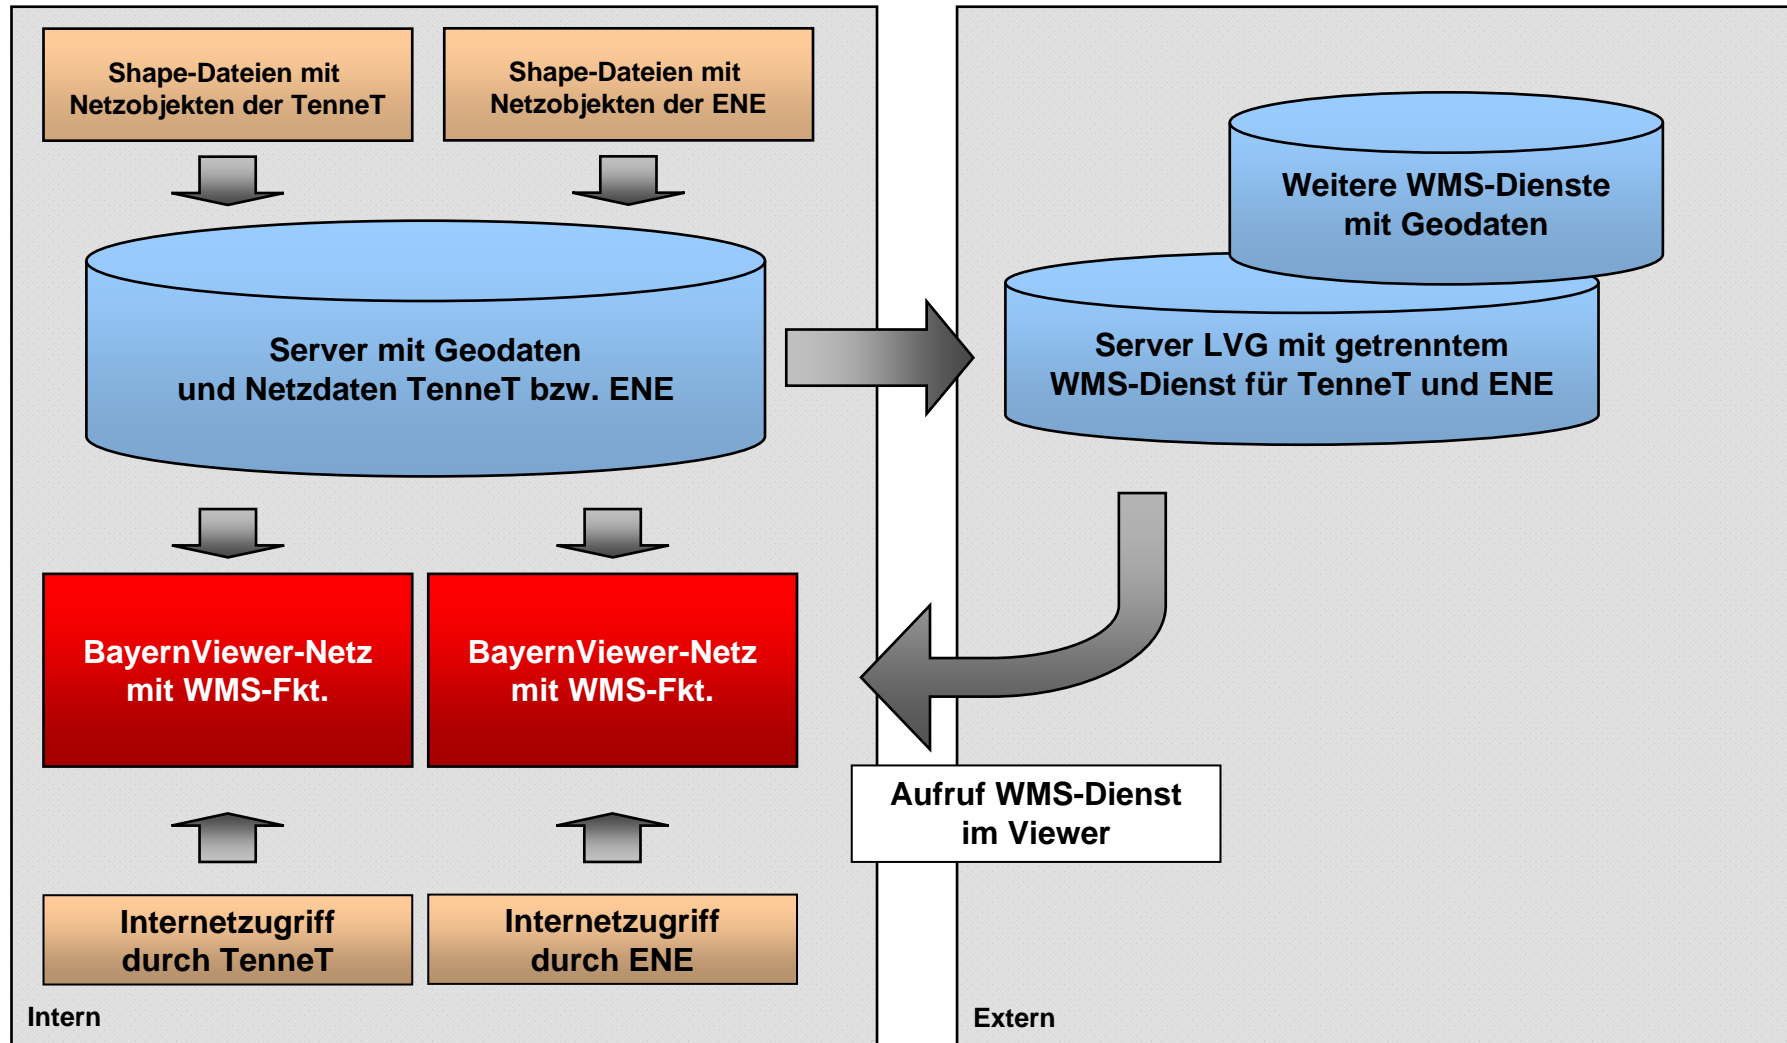 Shape-Dateien mit
Netzobjekten der TenneT
Shape-Dateien mit
Netzobjekten der ENE
Server mit Geodaten
und Netzdaten TenneT bzw. ENE
BayernViewer-Netz
mit WMS-Fkt.
BayernViewer-Netz
mit WMS-Fkt.
Internetzugriff
durch TenneT
Internetzugriff
durch ENE
Intern
Weitere WMS-Dienste
mit Geodaten
Server LVG mit getrenntem
WMS-Dienst für TenneT und ENE
Aufruf WMS-Dienst
im Viewer
Extern